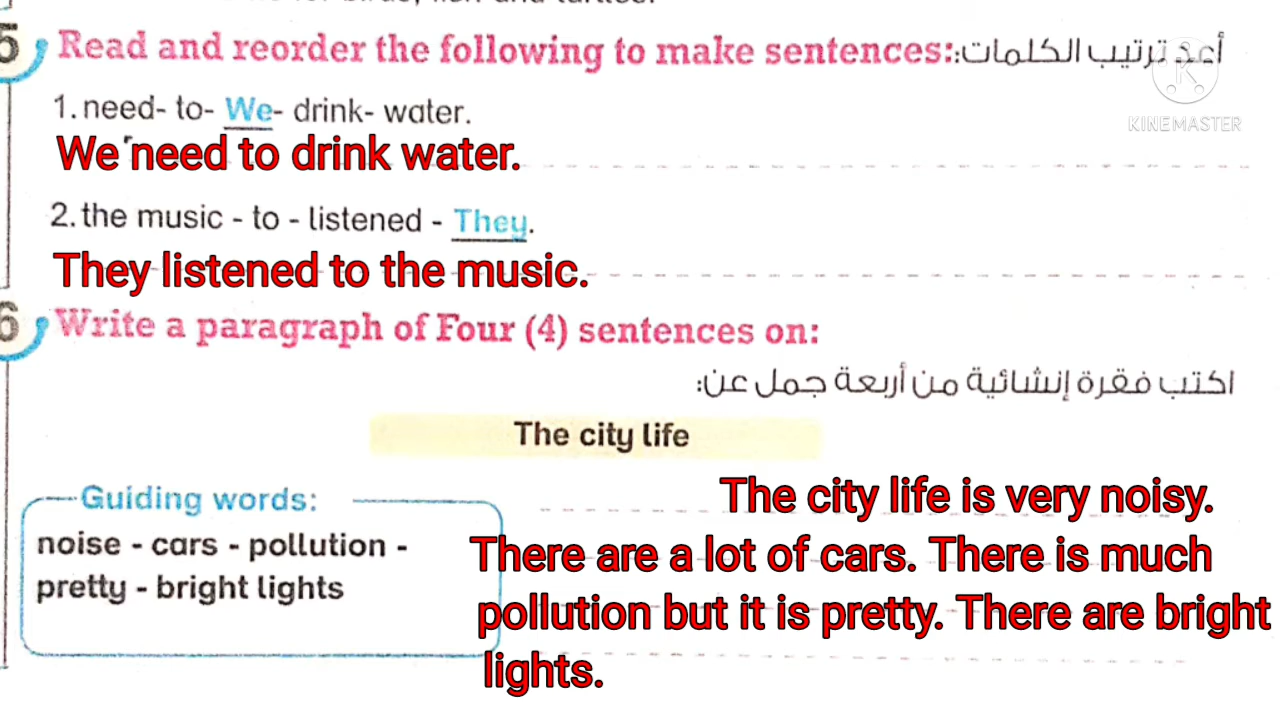 5 Read and reorder the following to make sentences: أعد ترتيب الكلمات:
KINEMASTER
1. need- to- We- drink- water.
We need to drink water.
2. the music - to - listened - They.
They listened to the music.
6 Write a paragraph of Four (4) sentences on:
اكتب فقرة إنشائية من أربعة جمل عن:
The city life
Guiding words:
noise - cars - pollution -
pretty - bright lights
The city life is very noisy.
There are a lot of cars. There is much
pollution but it is pretty. There are bright
lights.